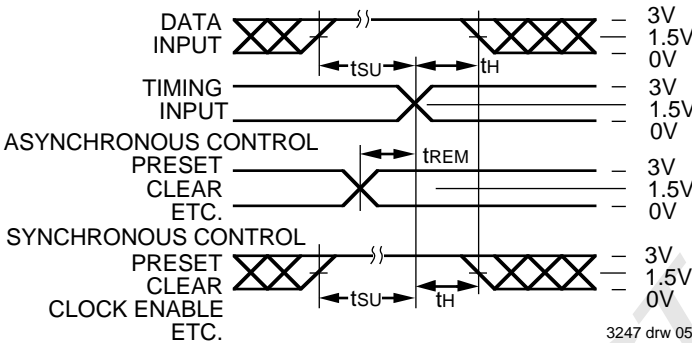 DATA
INPUT
3V
1.5V
0V
tSU
tH
TIMING
INPUT
3V
1.5V
0V
ASYNCHRONOUS CONTROL
PRESET
CLEAR
ETC.
tREM
3V
1.5V
0V
SYNCHRONOUS CONTROL
PRESET
CLEAR
CLOCK ENABLE
ETC.
tSU
tH
3V
1.5V
0V
3247 drw 05